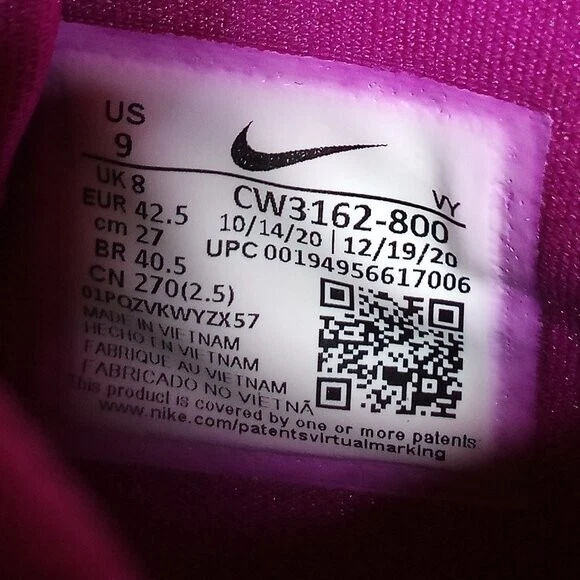 US
9
UK 8
EUR 42.5
cm 27
BR 40.5
CN 270(2.5)
VY
CW3162-800
10/14/20 | 12/19/20
UPC 00194956617006
01PQZVKWYZX57
MADE IN VIETNAM
HECHO EN VIETNAM
FABRIQUE AU VIETNAM
FABRICADO NO VIETNÃ
this product is covered by one or more patents
www.nike.com/patentsvirtualmarking